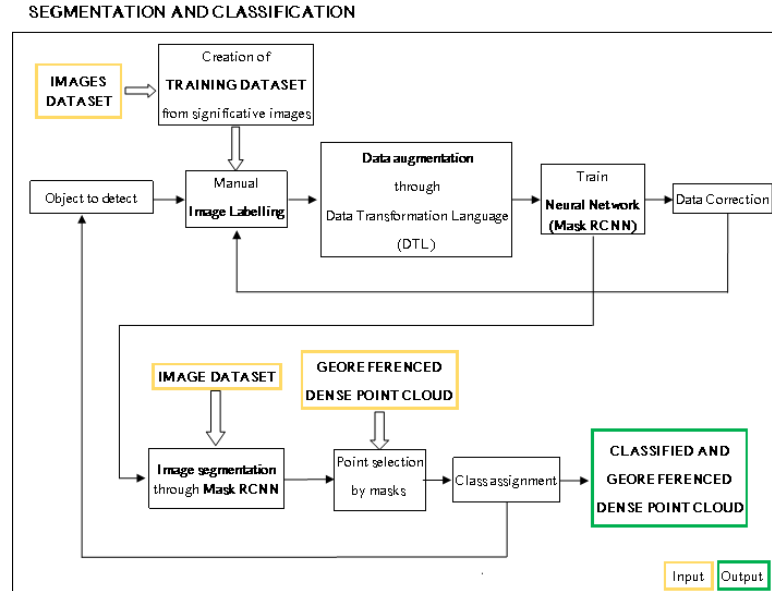 SEGMENTATION AND CLASSIFICATION
IMAGES
DATASET
Creation of
TRAINING DATASET
from significative images
Object to detect
Manual
Image Labelling
Data augmentation
through
Data Transformation Language
(DTL)
Train
Neural Network
(Mask RCNN)
Data Correction
IMAGE DATASET
GEOREFERENCED
DENSE POINT CLOUD
Image segmentation
through Mask RCNN
Point selection
by masks
Class assignment
CLASSIFIED AND
GEOREFERENCED
DENSE POINT CLOUD
Input
Output